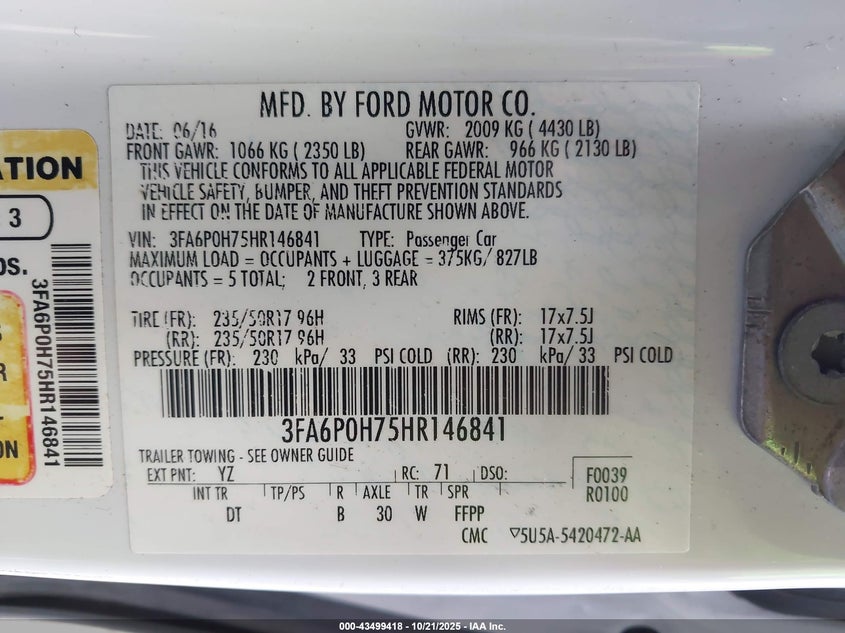 MFD. BY FORD MOTOR CO.
DATE: 06/16 GVWR: 2009 KG ( 4430 LB)
FRONT GAWR: 1066 KG ( 2350 LB) REAR GAWR: 966 KG ( 2130 LB)
THIS VEHICLE CONFORMS TO ALL APPLICABLE FEDERAL MOTOR
VEHICLE SAFETY, BUMPER, AND THEFT PREVENTION STANDARDS
IN EFFECT ON THE DATE OF MANUFACTURE SHOWN ABOVE.
VIN: 3FA6P0H75HR146841 TYPE: Passenger Car
MAXIMUM LOAD = OCCUPANTS + LUGGAGE = 375KG/ 827LB
OCCUPANTS = 5 TOTAL; 2 FRONT, 3 REAR
TIRE (FR): 235/50R17 96H RIMS (FR): 17x7.5J
(RR): 235/50R17 96H (RR): 17x7.5J
PRESSURE (FR): 230 kPa/ 33 PSI COLD (RR): 230 kPa/ 33 PSI COLD
3FA6P0H75HR146841
TRAILER TOWING - SEE OWNER GUIDE
EXT PNT: YZ RC: 71 DSO: F0039
R0100
INT TR TP/PS R AXLE TR SPR
DT B 30 W FFPP
CMC 5U5A-5420472-AA
ATION
3
OS.
3FA6P0H75HR146841
R
000-43499418 - 10/21/2025 - IAA Inc.